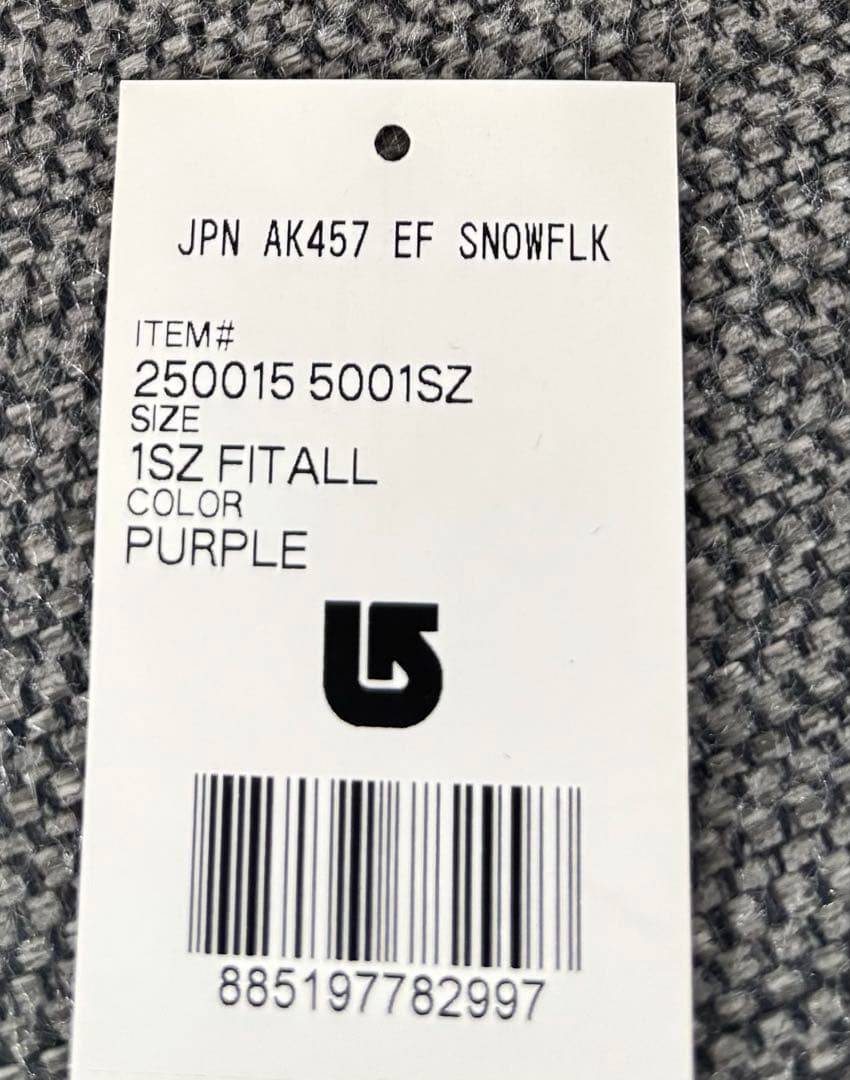 JPN AK457 EF SNOWFLK
ITEM#
250015 5001SZ
SIZE
1SZ FITALL
COLOR
PURPLE
885197782997